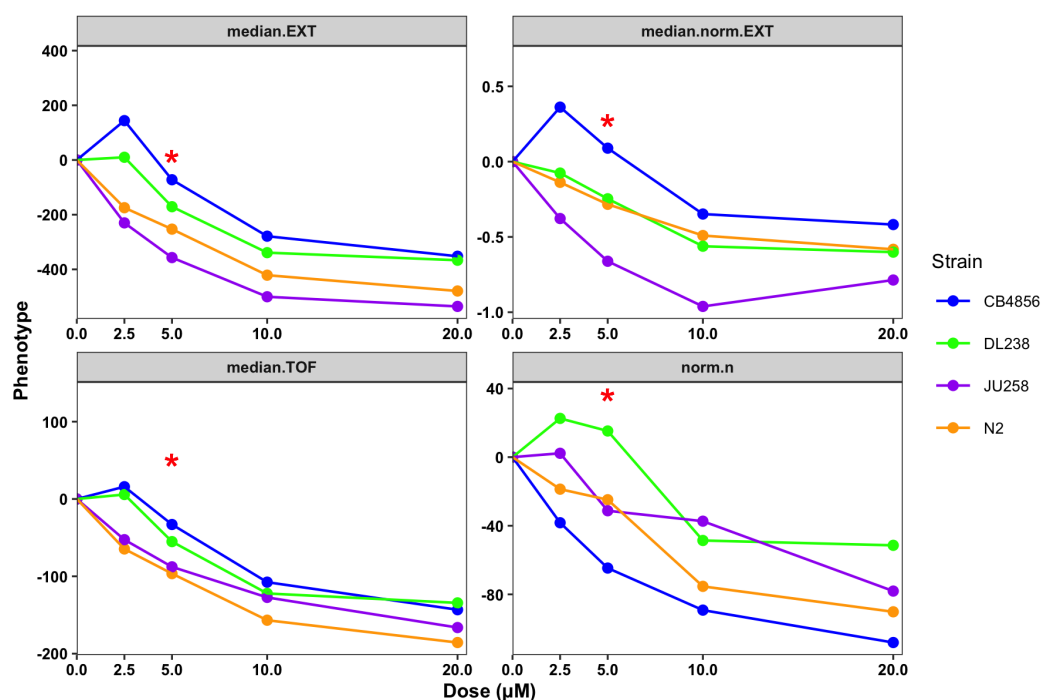 median.EXT
400
200
0
-200
-400
*
0.0 2.5 5.0 10.0 20.0
median.norm.EXT
0.5
0.0
-0.5
-1.0
*
0.0 2.5 5.0 10.0 20.0
median.TOF
100
0
-100
-200
*
0.0 2.5 5.0 10.0 20.0
norm.n
40
0
-40
-80
*
0.0 2.5 5.0 10.0 20.0
Phenotype
Dose (μM)
Strain
CB4856
DL238
JU258
N2